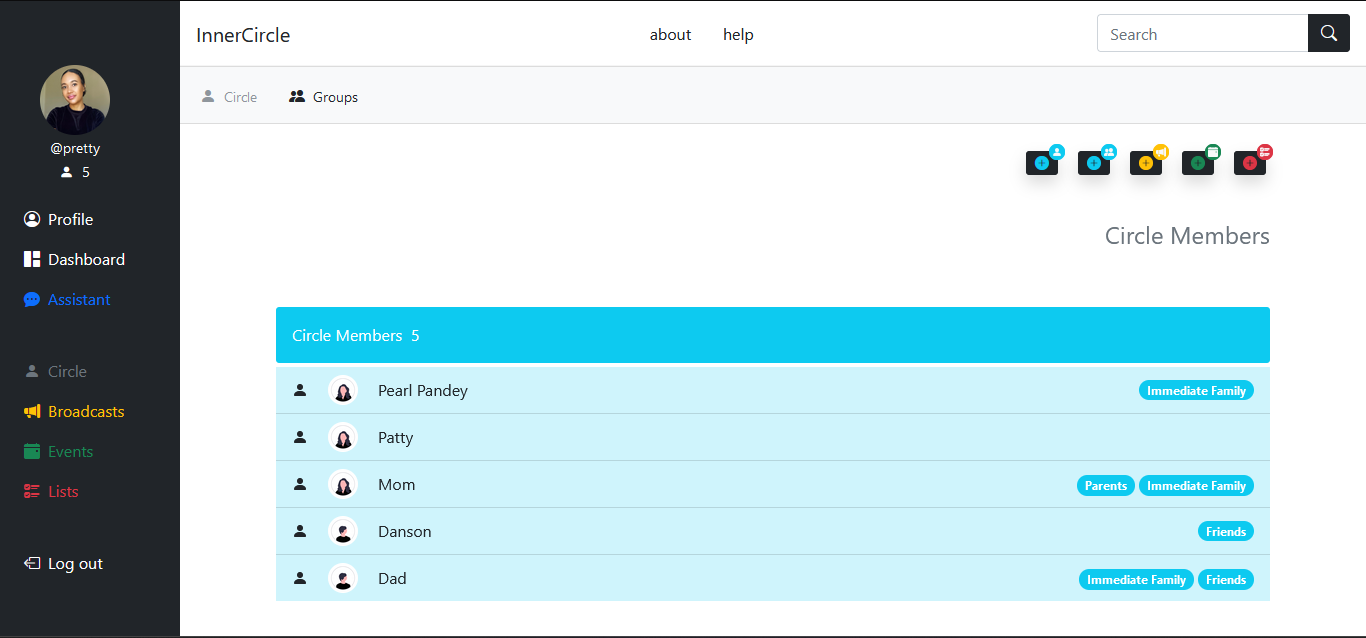 InnerCircle about help Search
Circle Groups
@pretty
5
Profile
Dashboard
Assistant
Circle
Broadcasts
Events
Lists
Log out
Circle Members
Circle Members 5
Pearl Pandey Immediate Family
Patty
Mom Parents Immediate Family
Danson Friends
Dad Immediate Family Friends